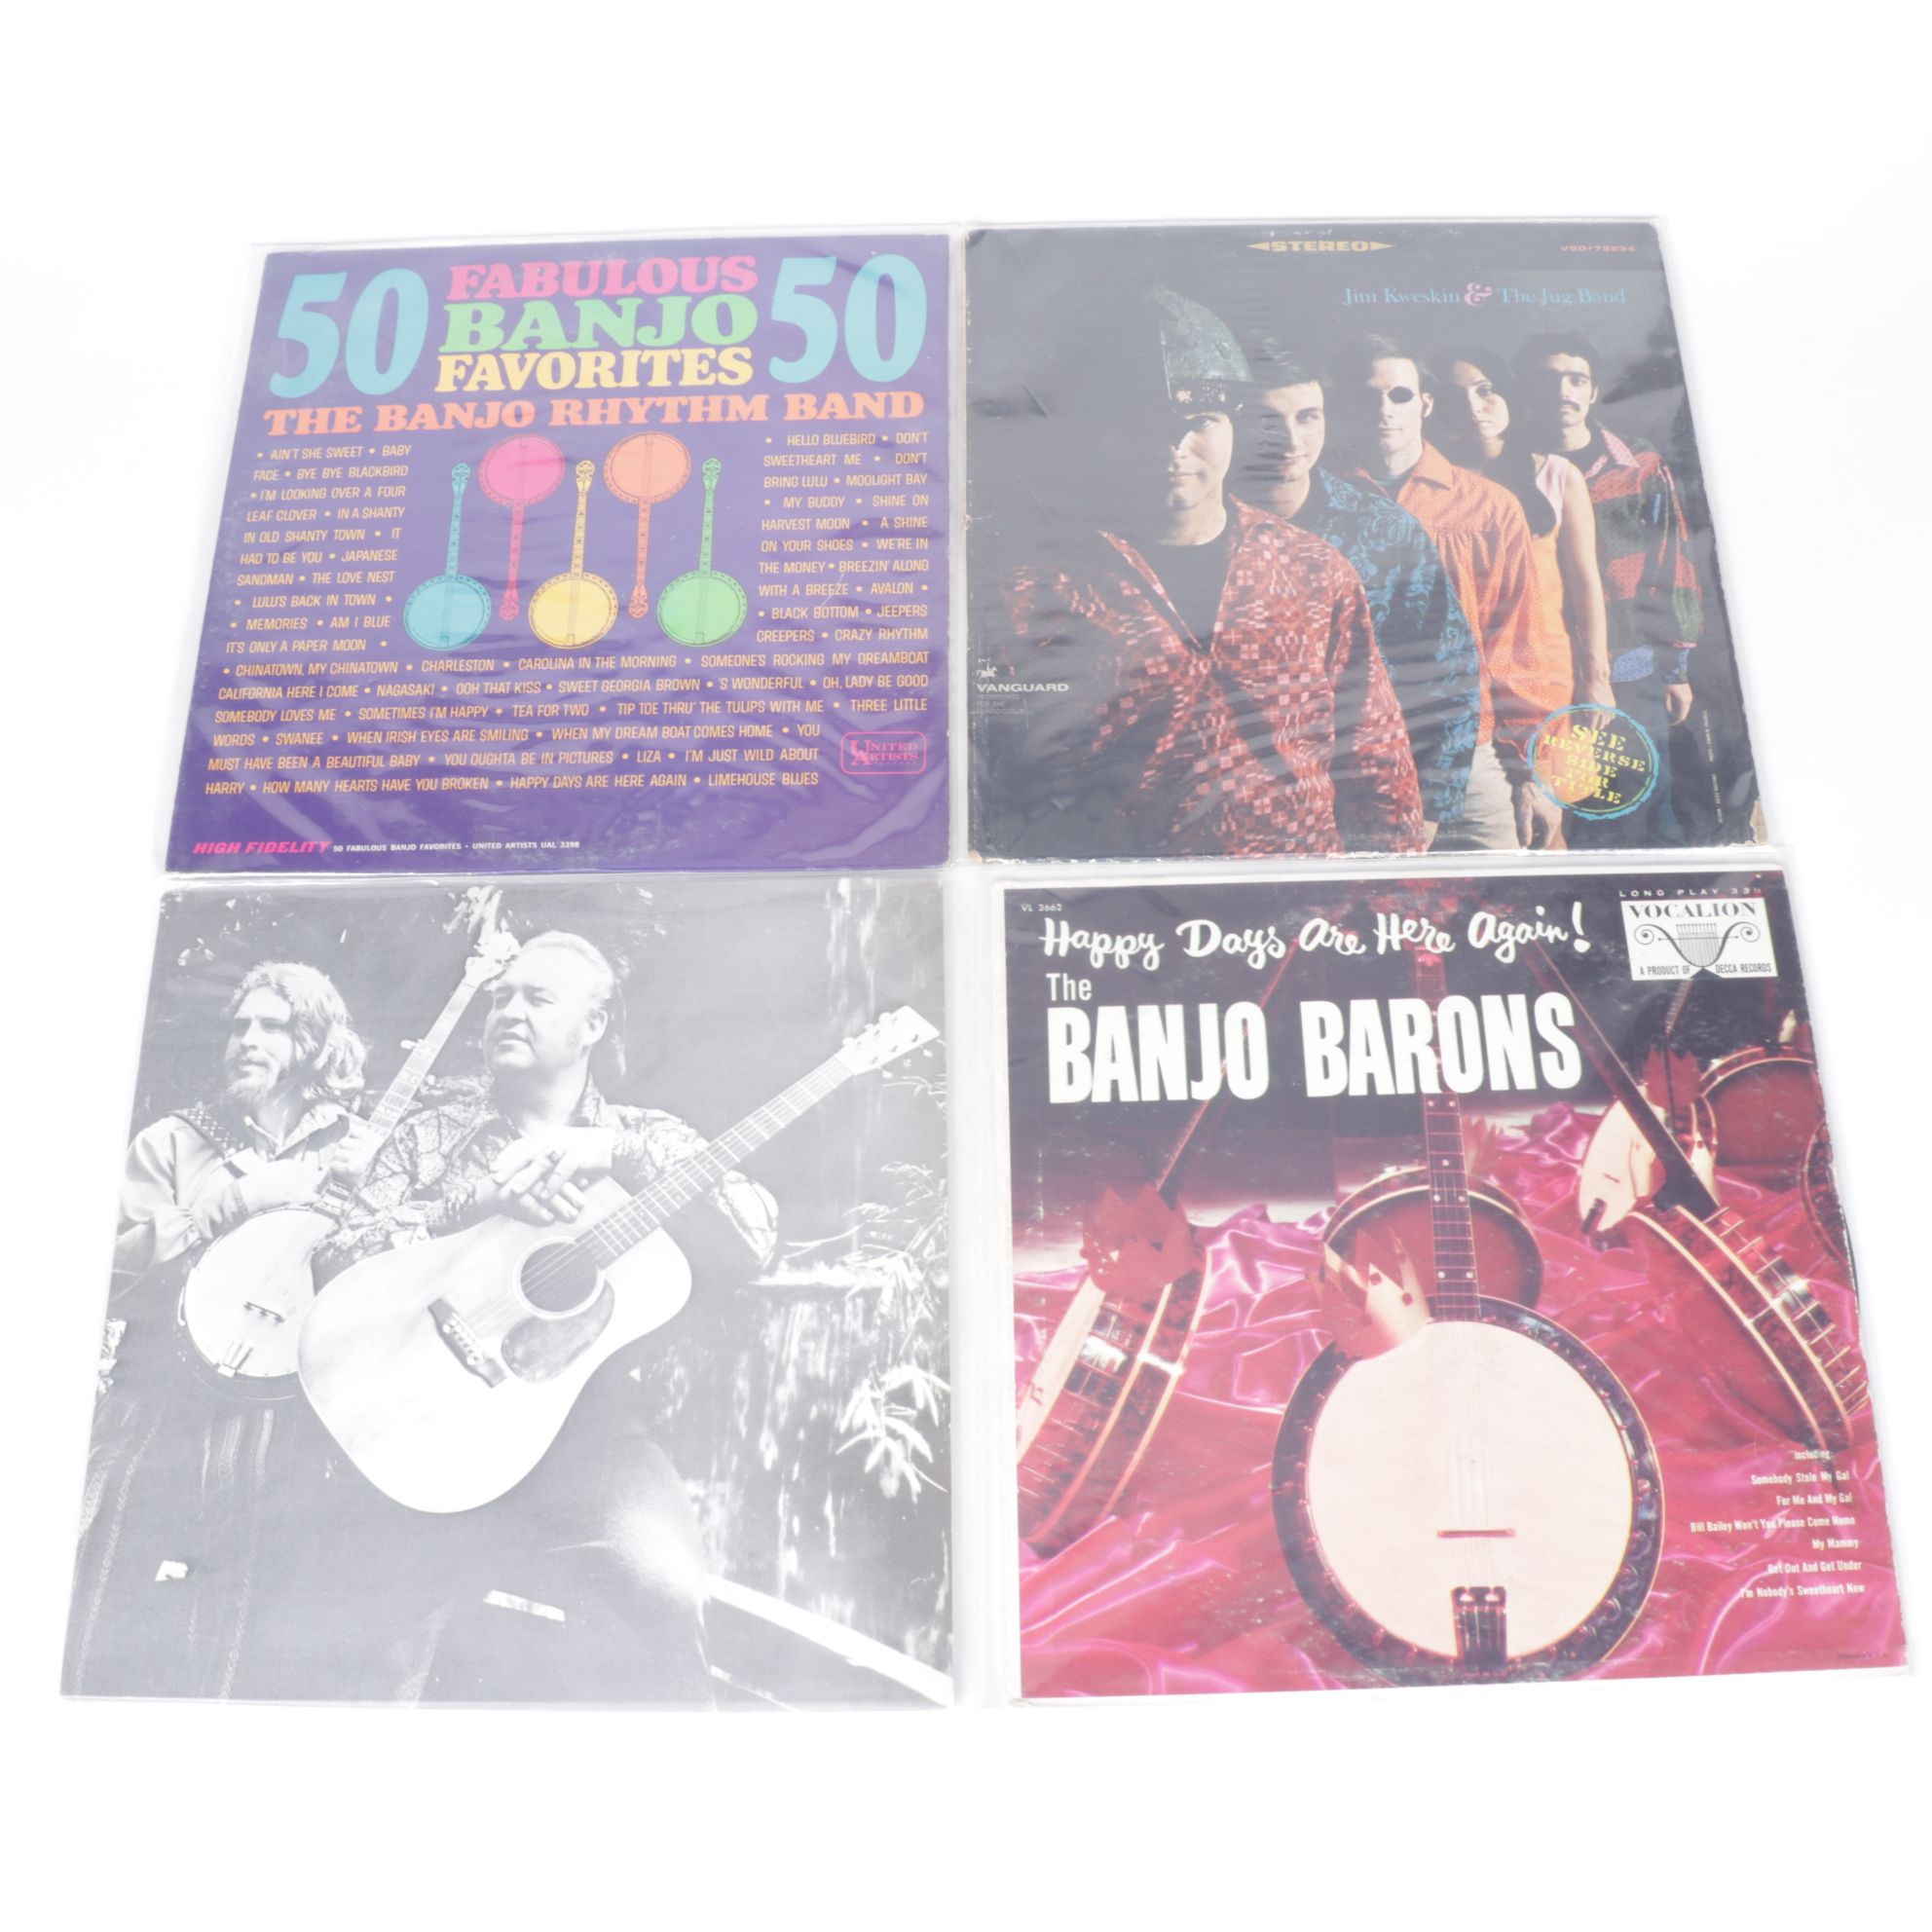 50 FABULOUS 50
BANJO
FAVORITES
THE BANJO RHYTHM BAND
• AIN'T SHE SWEET • BABY
FACE • BYE BYE BLACKBIRD
• I'M LOOKING OVER A FOUR
LEAF CLOVER • IN A SHANTY
IN OLD SHANTY TOWN • IT
HAD TO BE YOU • JAPANESE
SANDMAN • THE LOVE NEST
• LULU'S BACK IN TOWN •
• MEMORIES • AM I BLUE
IT'S ONLY A PAPER MOON •
• HELLO BLUEBIRD • DON'T
SWEETHEART ME • DON'T
BRING LULU • MOOLIGHT BAY
• MY BUDDY • SHINE ON
HARVEST MOON • A SHINE
ON YOUR SHOES • WE'RE IN
THE MONEY • BREEZIN' ALONG
WITH A BREEZE • AVALON •
• BLACK BOTTOM • JEEPERS
CREEPERS • CRAZY RHYTHM
• CHINATOWN, MY CHINATOWN • CHARLESTON • CAROLINA IN THE MORNING • SOMEONE'S ROCKING MY DREAMBOAT
CALIFORNIA HERE I COME • NAGASAKI • OOH THAT KISS • SWEET GEORGIA BROWN • 'S WONDERFUL • OH, LADY BE GOOD
SOMEBODY LOVES ME • SOMETIMES I'M HAPPY • TEA FOR TWO • TIP TOE THRU' THE TULIPS WITH ME • THREE LITTLE
WORDS • SWANEE • WHEN IRISH EYES ARE SMILING • WHEN MY DREAM BOAT COMES HOME • YOU
MUST HAVE BEEN A BEAUTIFUL BABY • YOU OUGHTA BE IN PICTURES • LIZA • I'M JUST WILD ABOUT
HARRY • HOW MANY HEARTS HAVE YOU BROKEN • HAPPY DAYS ARE HERE AGAIN • LIMEHOUSE BLUES
UNITED
ARTISTS
HIGH FIDELITY 50 FABULOUS BANJO FAVORITES • UNITED ARTISTS UAL 3398
STEREO
VSD•79234
Jim Kweskin & The Jug Band
VANGUARD
RECORDINGS
FOR THE
CONNOISSEUR
SEE
REVERSE
SIDE
FOR
TITLE
VL 3662
Happy Days Are Here Again!
The
BANJO BARONS
LONG PLAY 33⅓
VOCALION
A PRODUCT OF DECCA RECORDS
including:
Somebody Stole My Gal
For Me And My Gal
Bill Bailey Won't You Please Come Home
My Mammy
Get Out And Get Under
I'm Nobody's Sweetheart Now